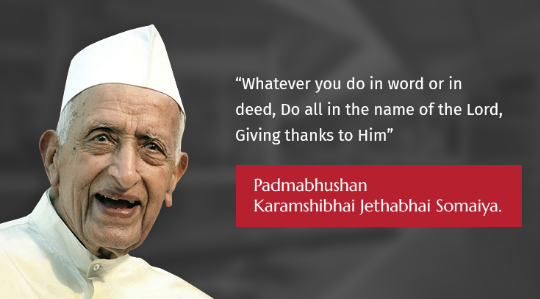 “Whatever you do in word or in
deed, Do all in the name of the Lord,
Giving thanks to Him”
Padmabhushan
Karamshibhai Jethabhai Somaiya.